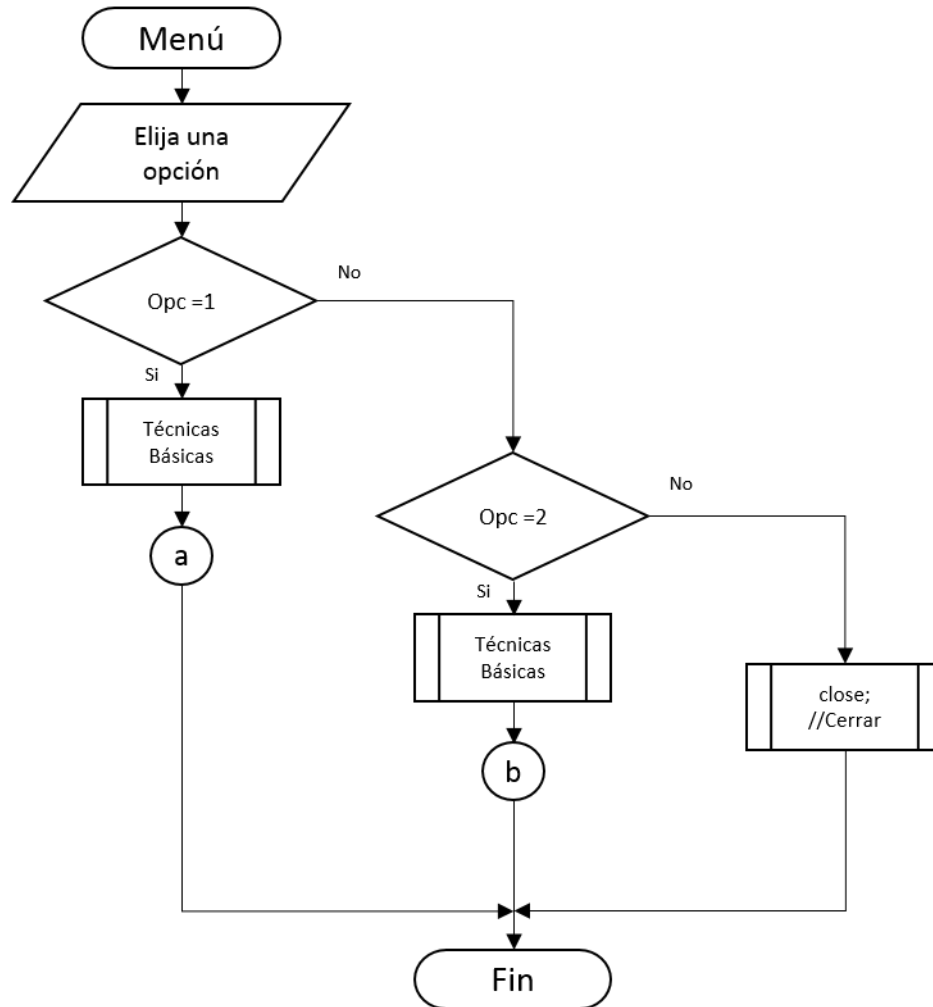 Menú
Elija una
opción
Opc =1
No
Si
Técnicas
Básicas
a
Opc =2
No
Si
Técnicas
Básicas
b
close;
//Cerrar
Fin